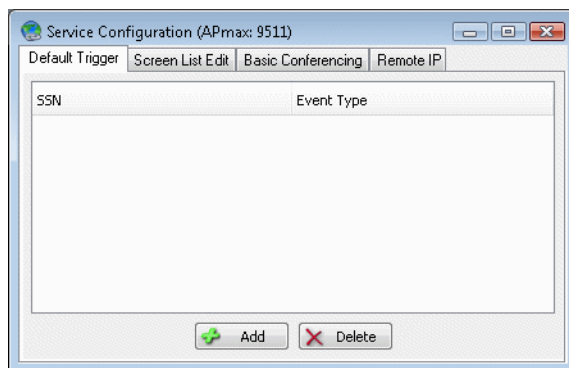 Service Configuration (APmax: 9511)
Default Trigger Screen List Edit Basic Conferencing Remote IP
SSN Event Type
Add Delete